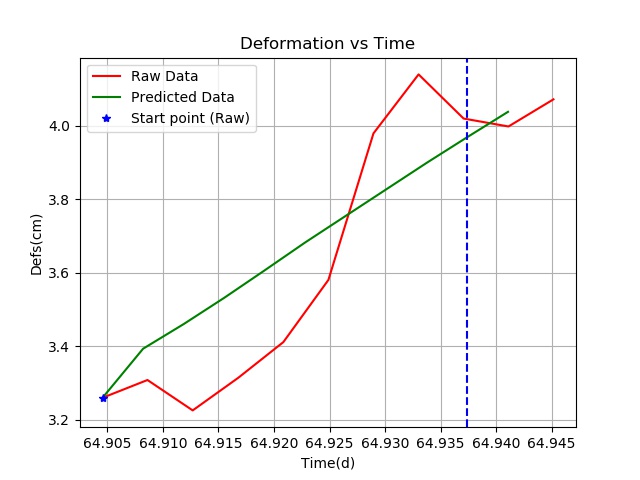 Deformation vs Time
Raw Data
Predicted Data
Start point (Raw)
Defs(cm)
4.0
3.8
3.6
3.4
3.2
64.905 64.910 64.915 64.920 64.925 64.930 64.935 64.940 64.945
Time(d)